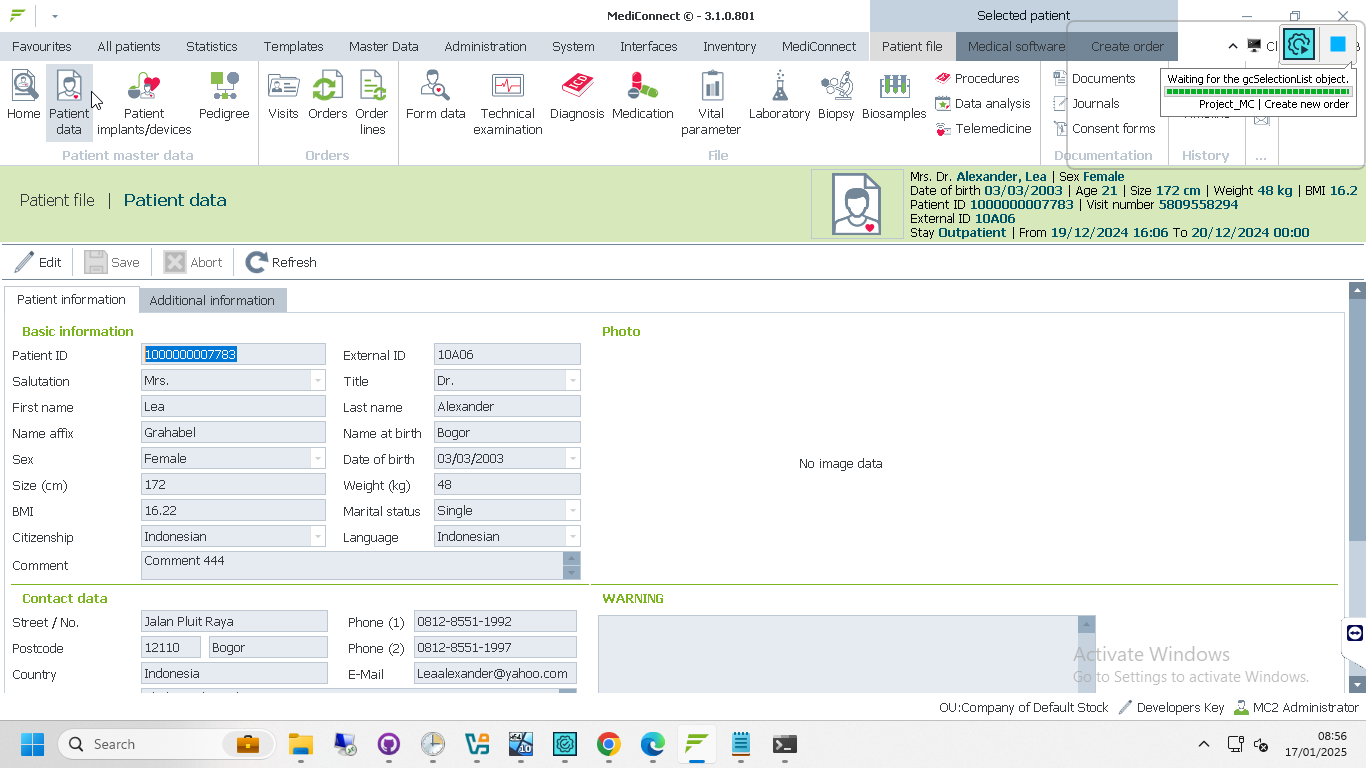 MediConnect © - 3.1.0.801
Selected patient
Favourites All patients Statistics Templates Master Data Administration System Interfaces Inventory MediConnect Patient file Medical software Create order
Waiting for the gcSelectionList object.
Project_MC | Create new order
Home
Patient data
Patient implants/devices
Pedigree
Visits
Orders
Order lines
Form data
Technical examination
Diagnosis
Medication
Vital parameter
Laboratory
Biopsy
Biosamples
Procedures
Data analysis
Telemedicine
Documents
Journals
Consent forms
Patient master data
Orders
File
Documentation
History
...
Patient file | Patient data
Mrs. Dr. Alexander, Lea | Sex Female
Date of birth 03/03/2003 | Age 21 | Size 172 cm | Weight 48 kg | BMI 16.2
Patient ID 1000000007783 | Visit number 5809558294
External ID 10A06
Stay Outpatient | From 19/12/2024 16:06 To 20/12/2024 00:00
Edit Save Abort Refresh
Patient information Additional information
Basic information
Patient ID 1000000007783 External ID 10A06
Salutation Mrs. Title Dr.
First name Lea Last name Alexander
Name affix Grahabel Name at birth Bogor
Sex Female Date of birth 03/03/2003
Size (cm) 172 Weight (kg) 48
BMI 16.22 Marital status Single
Citizenship Indonesian Language Indonesian
Comment Comment 444
Photo
No image data
Contact data
Street / No. Jalan Pluit Raya Phone (1) 0812-8551-1992
Postcode 12110 Bogor Phone (2) 0812-8551-1997
Country Indonesia E-Mail Leaalexander@yahoo.com
WARNING
Activate Windows
Go to Settings to activate Windows.
OU:Company of Default Stock Developers Key MC2 Administrator
Search
08:56
17/01/2025